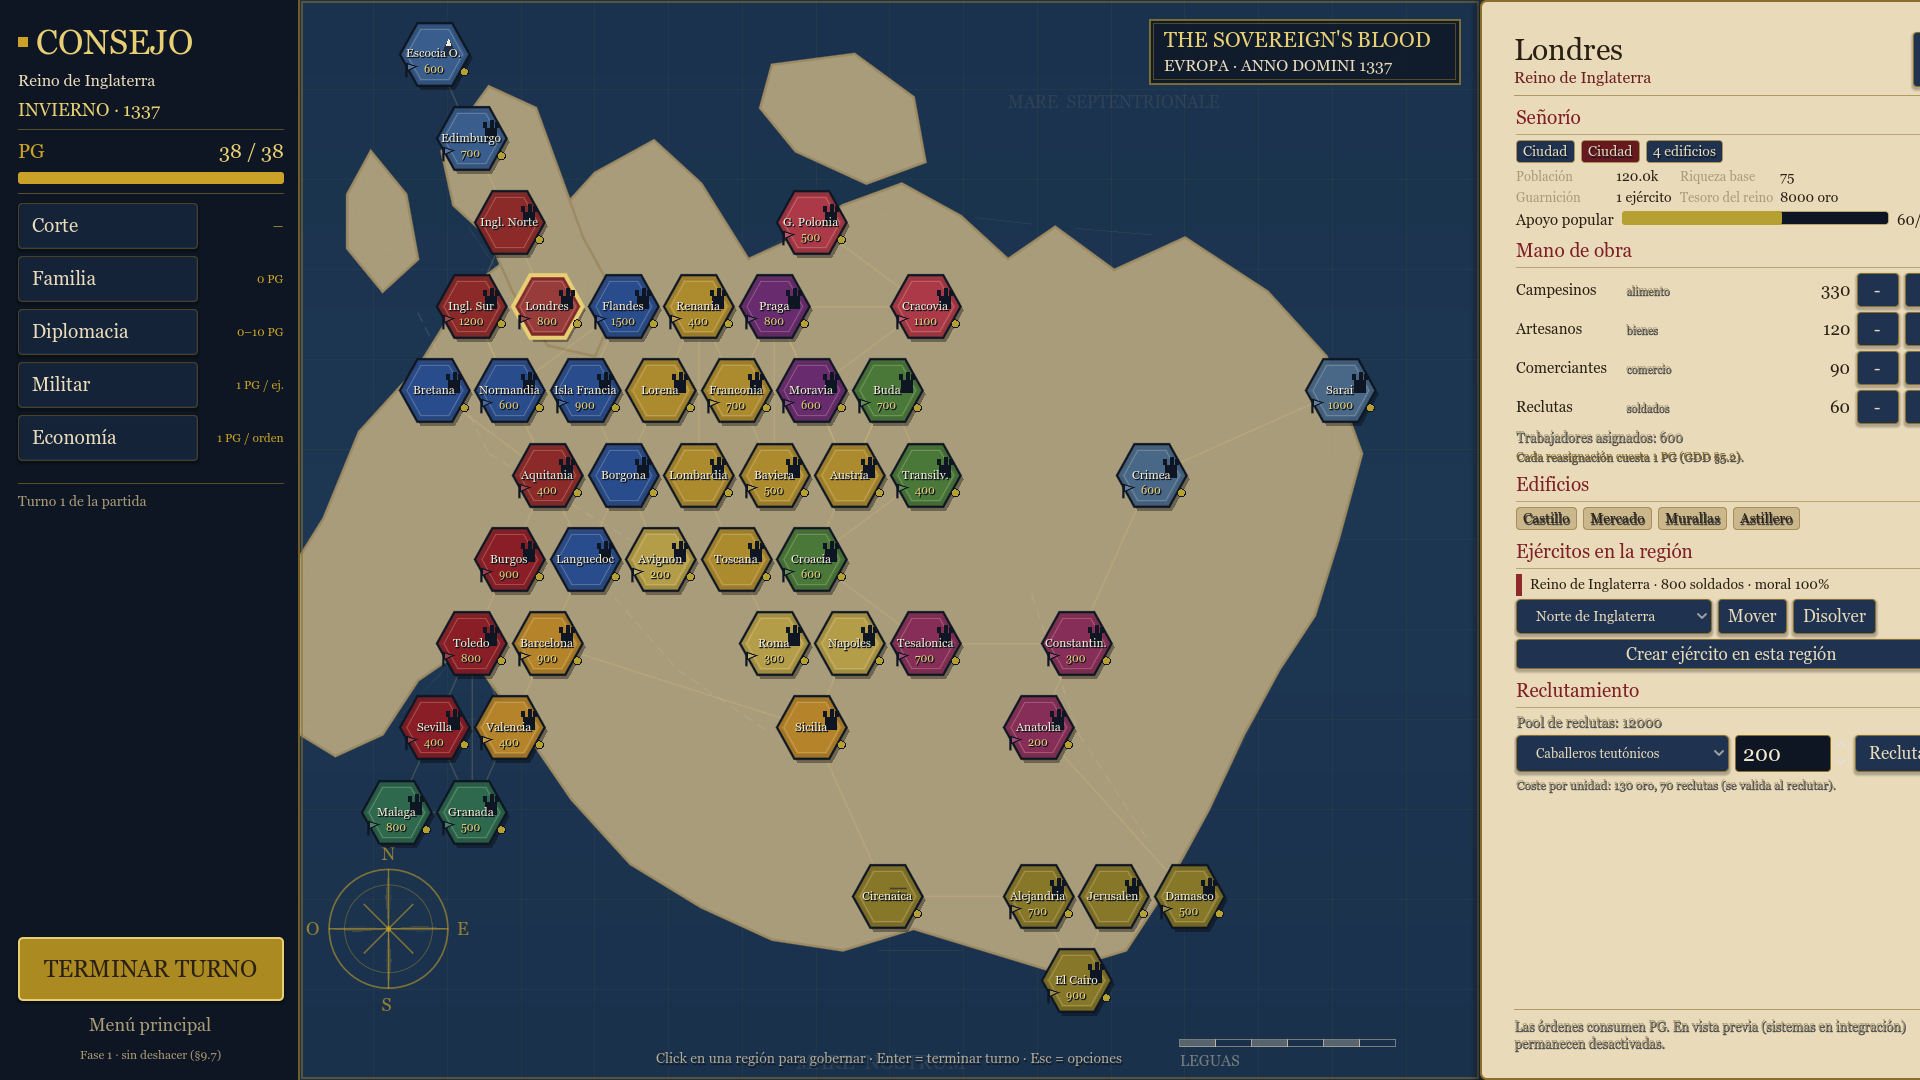 CONSEJO
Reino de Inglaterra
INVIERNO · 1337
PG 38 / 38
Corte –
Familia 0 PG
Diplomacia 0–10 PG
Militar 1 PG / ej.
Economía 1 PG / orden
Turno 1 de la partida
TERMINAR TURNO
Menú principal
Fase 1 · sin deshacer (§9.7)
THE SOVEREIGN'S BLOOD
EVROPA · ANNO DOMINI 1337
MARE SEPTENTRIONALE
Escocia O.
600
Edimburgo
700
Ingl. Norte
G. Polonia
500
Ingl. Sur
1200
Londres
800
Flandes
1500
Renania
400
Praga
800
Cracovia
1100
Bretana
Normandia
600
Isla Francia
900
Lorena
Franconia
700
Moravia
600
Buda
700
Sarai
1000
Aquitania
400
Borgona
Lombardia
Baviera
500
Austria
Transilv.
400
Crimea
600
Burgos
900
Languedoc
Avignon
200
Toscana
Croacia
600
Toledo
800
Barcelona
900
Roma
300
Napoles
Tesalonica
700
Constantin.
300
Sevilla
400
Valencia
400
Sicilia
Anatolia
200
Malaga
800
Granada
500
Cirenaica
Alejandria
700
Jerusalen
Damasco
500
El Cairo
900
N
O
E
S
Click en una región para gobernar · Enter = terminar turno · Esc = opciones
MARE NOSTRUM
LEGUAS
Londres
Reino de Inglaterra
Señorío
Ciudad Ciudad 4 edificios
Población 120.0k Riqueza base 75
Guarnición 1 ejército Tesoro del reino 8000 oro
Apoyo popular 60/
Mano de obra
Campesinos alimento 330 -
Artesanos bienes 120 -
Comerciantes comercio 90 -
Reclutas soldados 60 -
Trabajadores asignados: 600
Cada reasignación cuesta 1 PG (GDD §5.2).
Edificios
Castillo Mercado Murallas Astillero
Ejércitos en la región
Reino de Inglaterra · 800 soldados · moral 100%
Norte de Inglaterra Mover Disolver
Crear ejército en esta región
Reclutamiento
Pool de reclutas: 12000
Caballeros teutónicos 200 Recluta
Coste por unidad: 130 oro, 70 reclutas (se valida al reclutar).
Las órdenes consumen PG. En vista previa (sistemas en integración)
permanecen desactivadas.